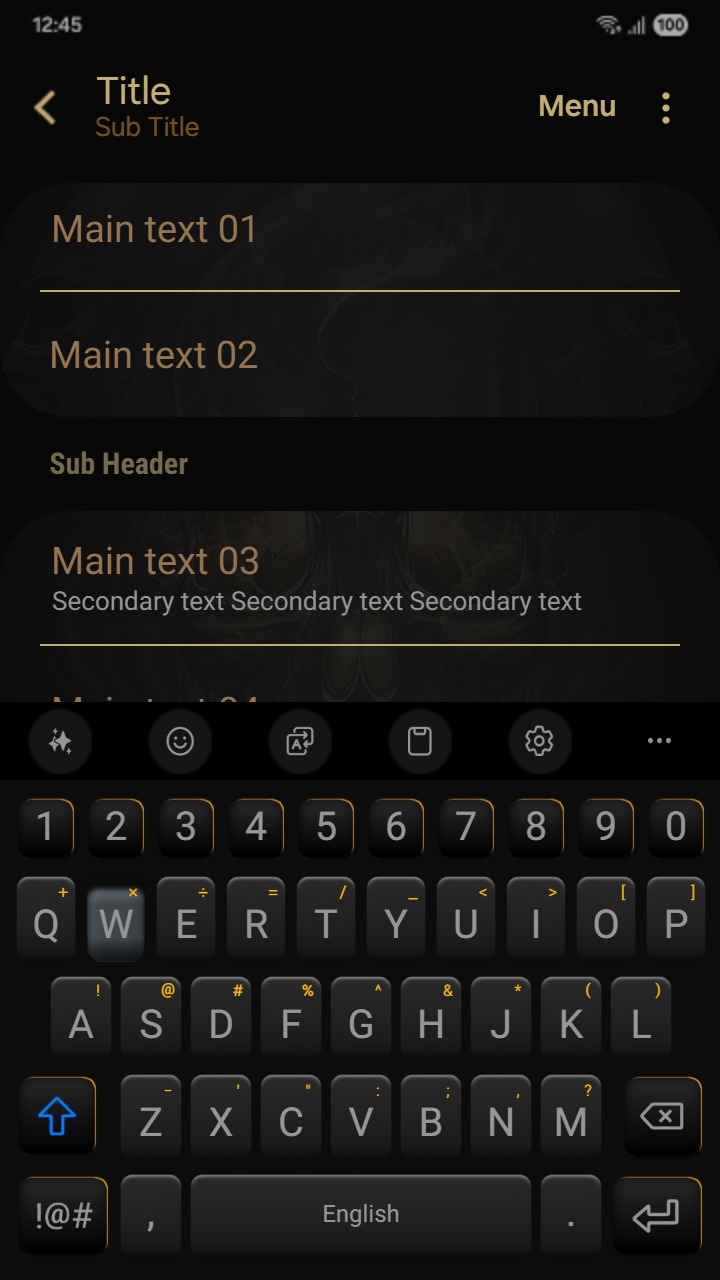 12:45 100
Title
Sub Title
Menu
Main text 01
Main text 02
Sub Header
Main text 03
Secondary text Secondary text Secondary text
1 2 3 4 5 6 7 8 9 0
+ × ÷ = / _ < > [ ]
Q W E R T Y U I O P
! @ # % ^ & * ( )
A S D F G H J K L
- ' " : ; , ?
Z X C V B N M
!@# , English .